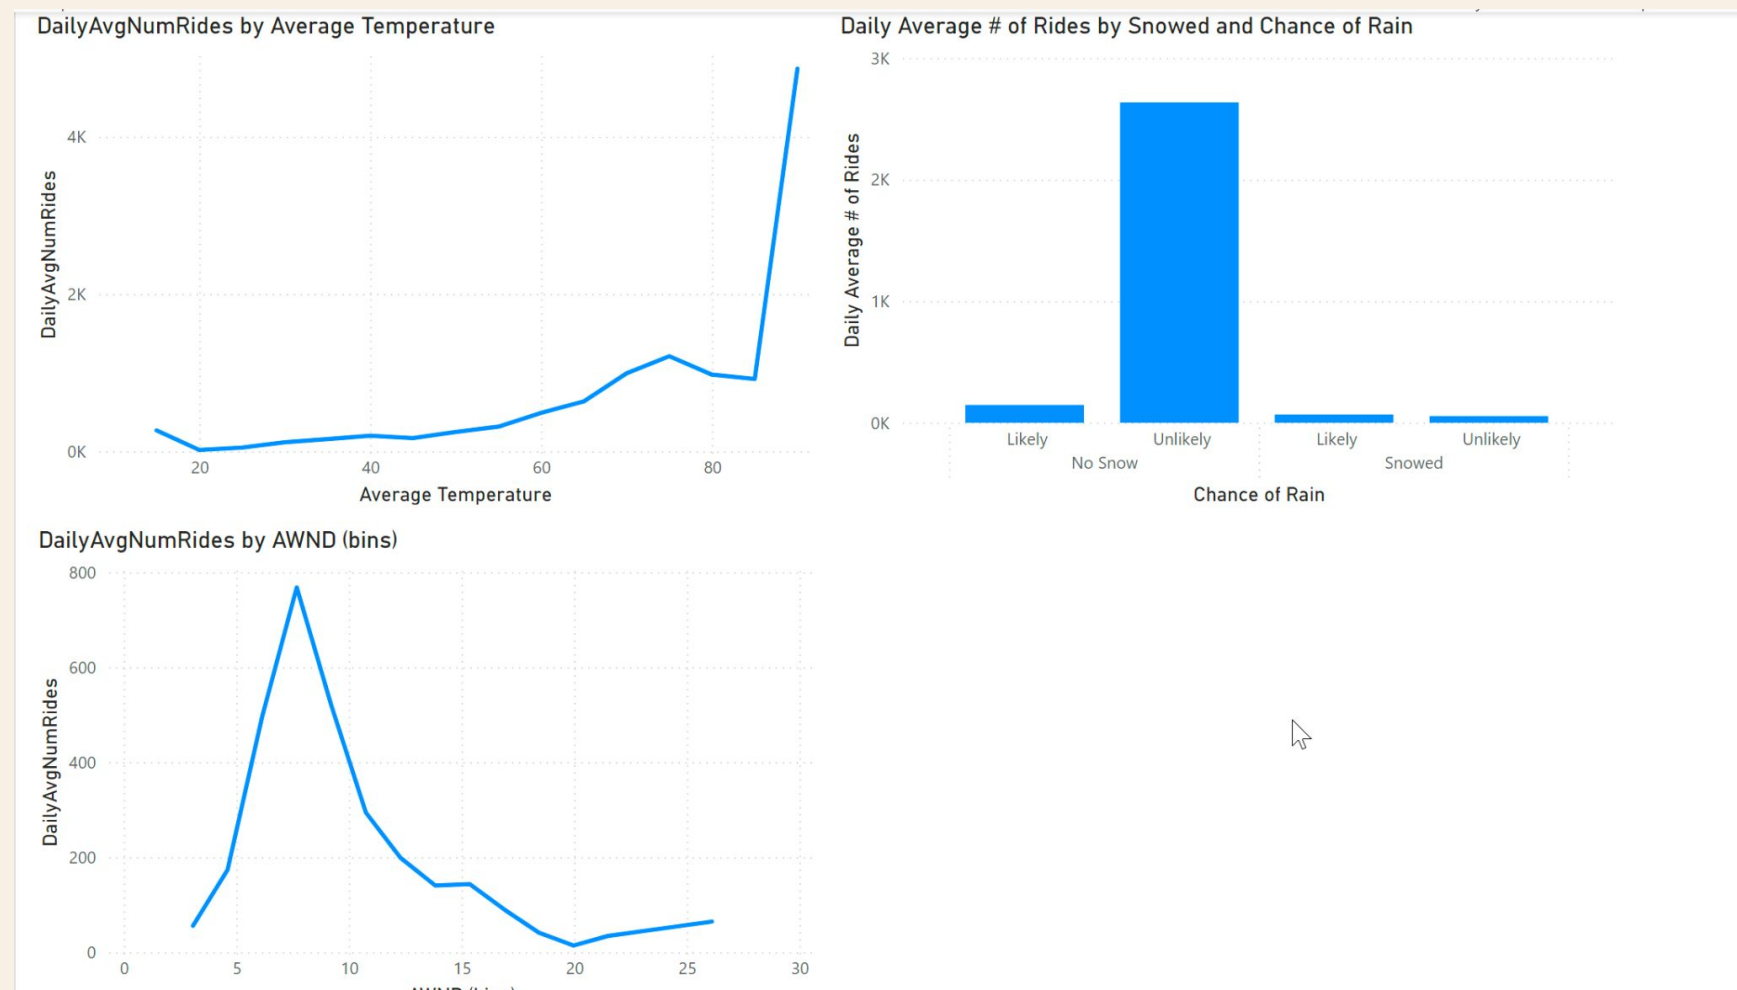 DailyAvgNumRides by Average Temperature
4K
2K
0K
DailyAvgNumRides
20 40 60 80
Average Temperature
Daily Average # of Rides by Snowed and Chance of Rain
3K
2K
1K
0K
Daily Average # of Rides
Likely Unlikely Likely Unlikely
No Snow Snowed
Chance of Rain
DailyAvgNumRides by AWND (bins)
800
600
400
200
0
DailyAvgNumRides
0 5 10 15 20 25 30